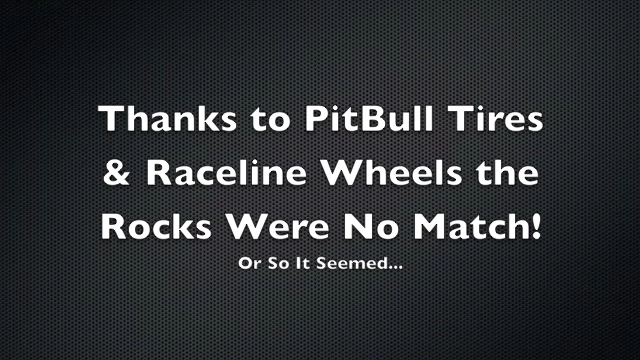 Thanks to PitBull Tires
& Raceline Wheels the
Rocks Were No Match!
Or So It Seemed...